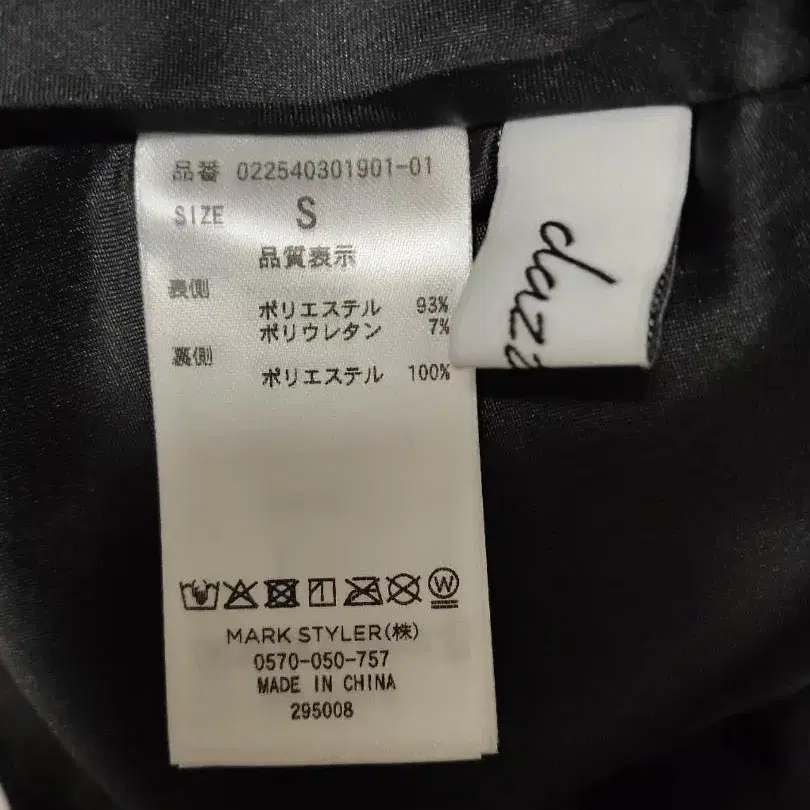 品番 022540301901-01
SIZE S
品質表示
表側
ポリエステル 93%
ポリウレタン 7%
裏側
ポリエステル 100%
W
MARK STYLER(株)
0570-050-757
MADE IN CHINA
295008